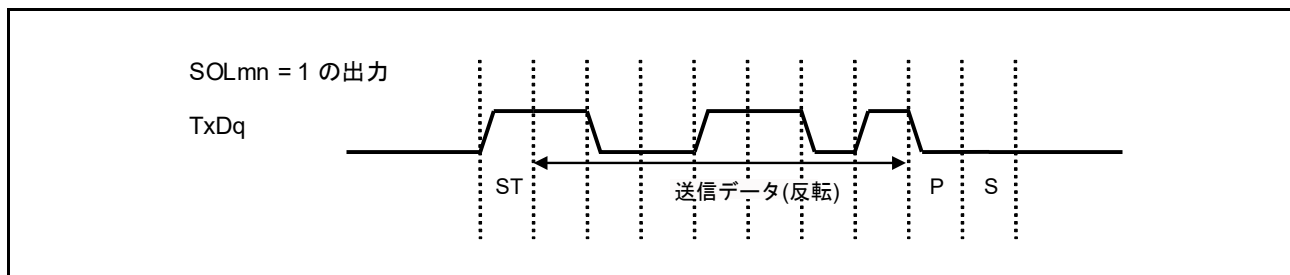 SOLmn = 1 の出力
TxDq
ST
送信データ(反転)
P
S